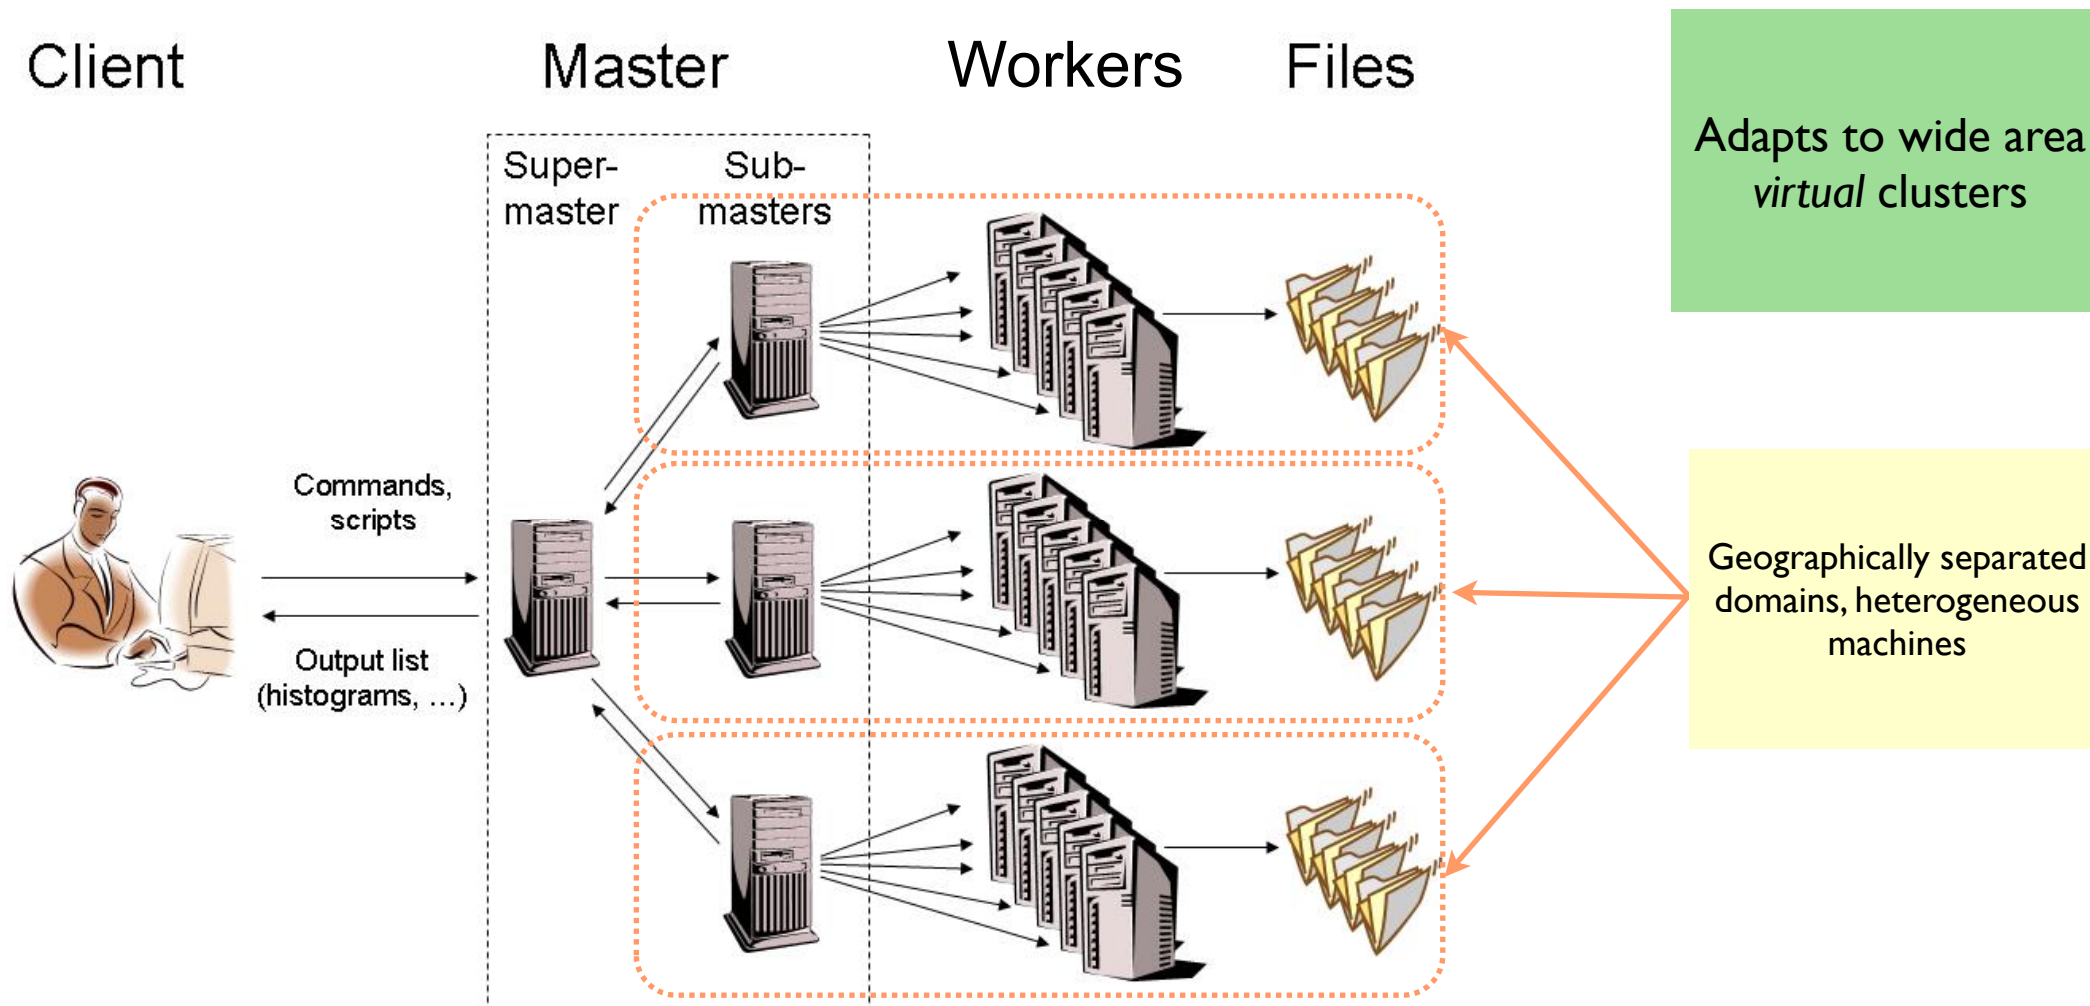 Client
Master
Workers
Files
Super-
master
Sub-
masters
Commands,
scripts
Output list
(histograms, ...)
Adapts to wide area
virtual clusters
Geographically separated
domains, heterogeneous
machines